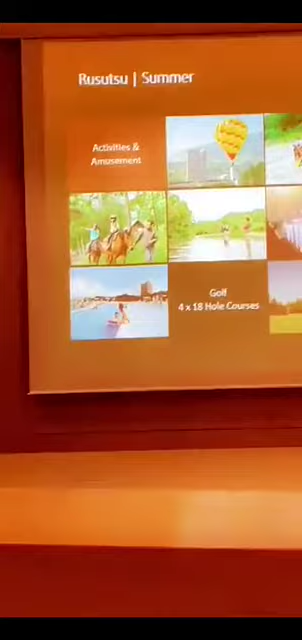 Rusutsu | Summer
Activities &
Amusement
Golf
4 x 18 Hole Courses